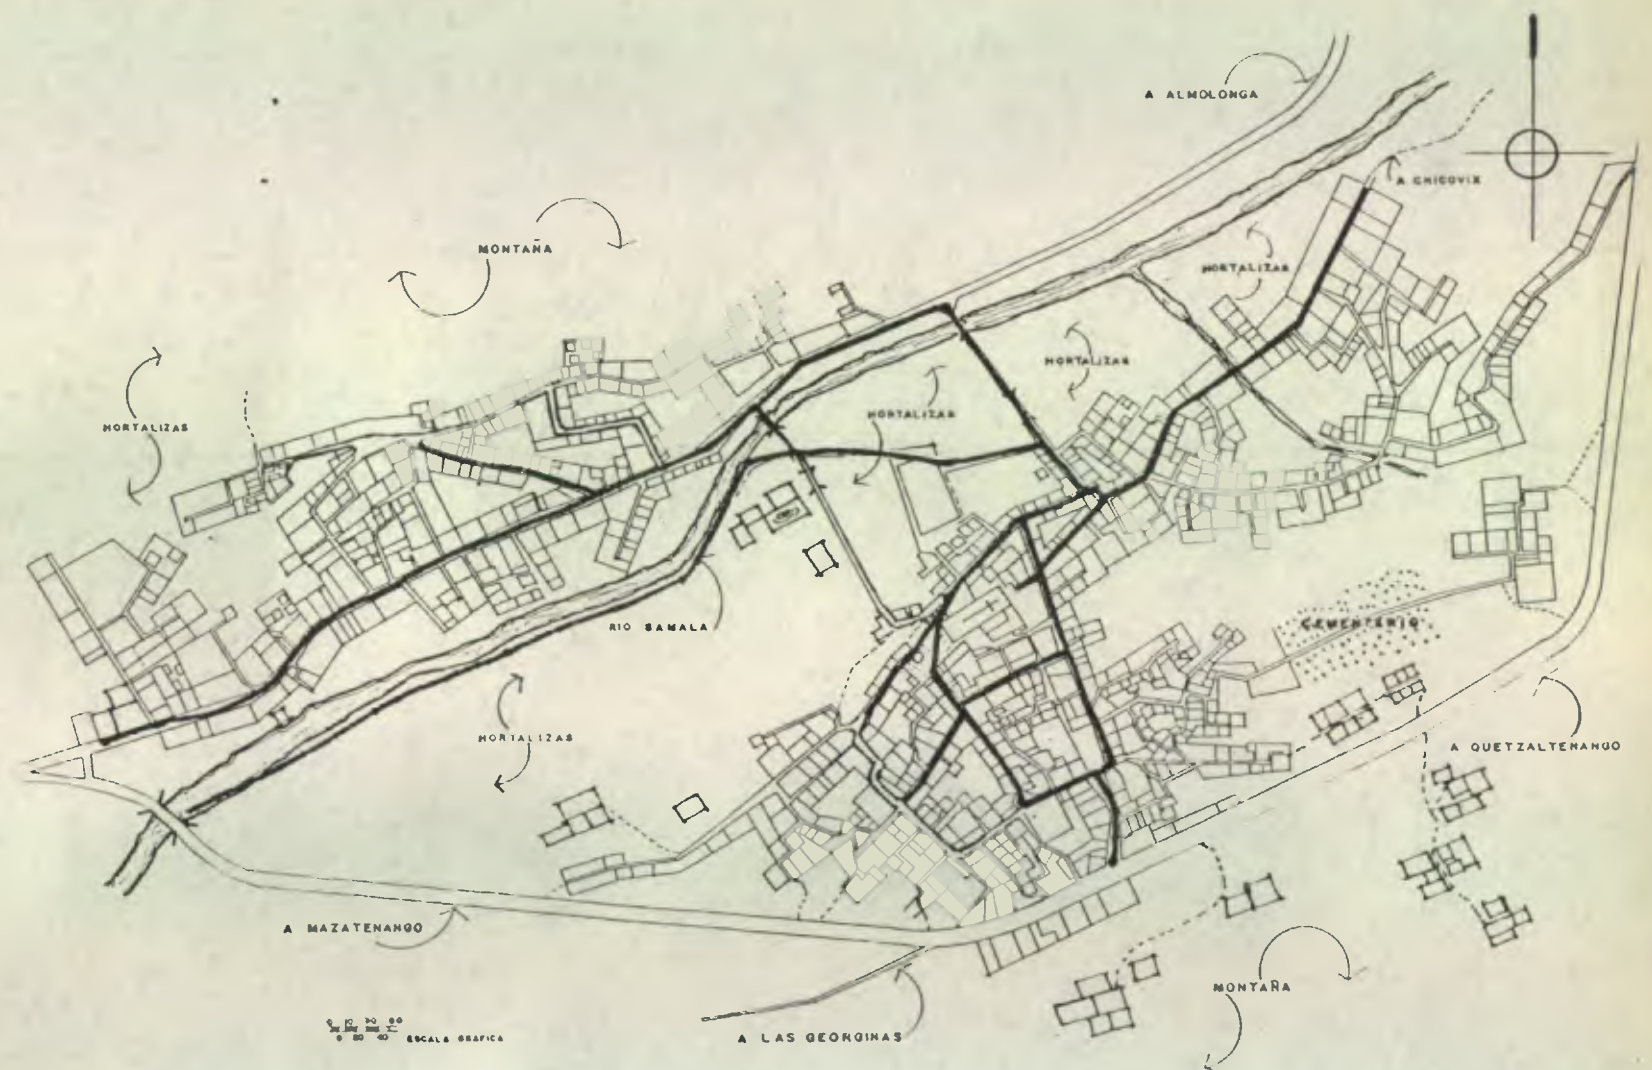 A ALMOLONGA
A CHICOVIX
MONTAÑA
HORTALIZAS
HORTALIZAS
HORTALIZAS
HORTALIZAS
RIO SAMALA
CEMENTERIO
HORTALIZAS
A QUETZALTENANGO
A MAZATENANGO
MONTAÑA
A LAS GEORGINAS
ESCALA GRAFICA